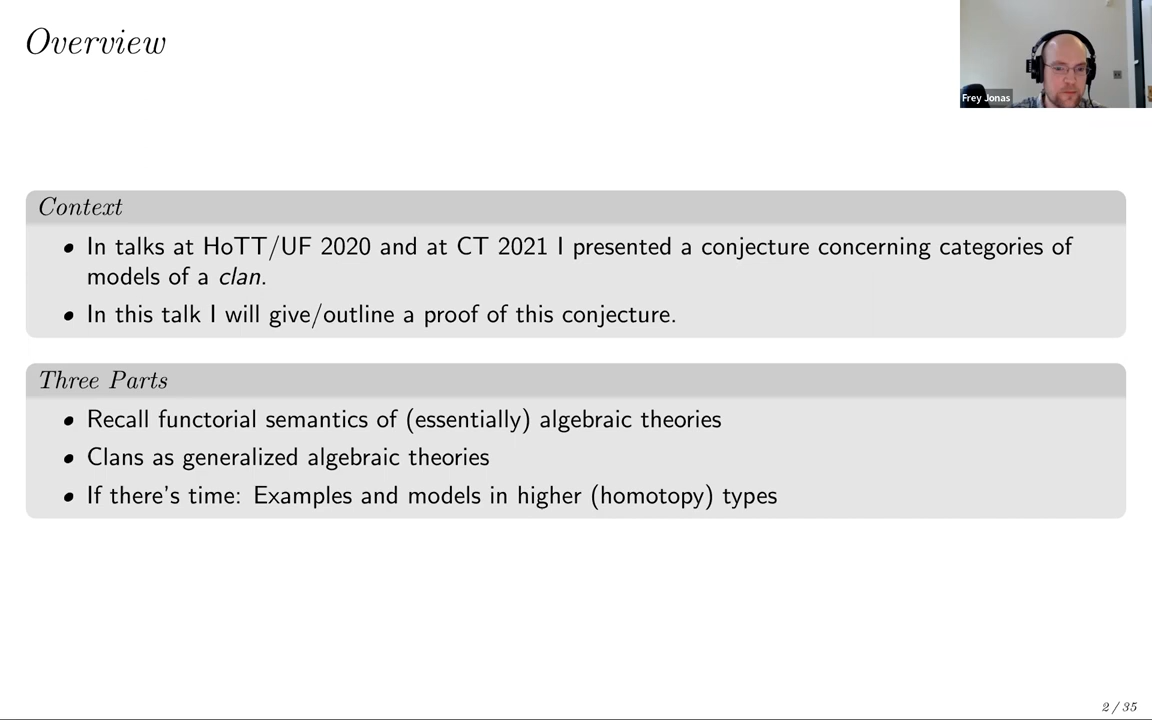 Overview
Frey Jonas
Context
• In talks at HoTT/UF 2020 and at CT 2021 I presented a conjecture concerning categories of
models of a clan.
• In this talk I will give/outline a proof of this conjecture.
Three Parts
• Recall functorial semantics of (essentially) algebraic theories
• Clans as generalized algebraic theories
• If there's time: Examples and models in higher (homotopy) types
2 / 35